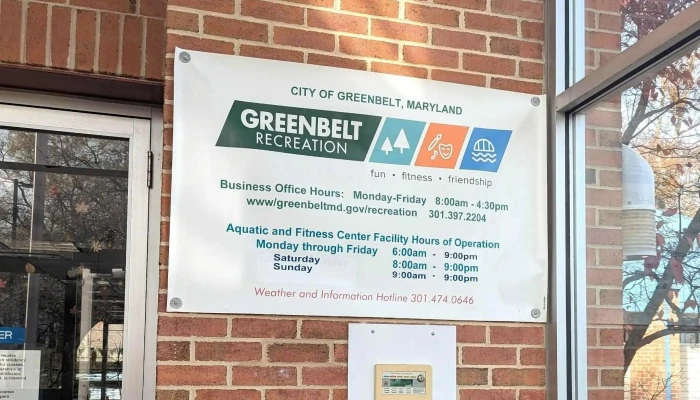 CITY OF GREENBELT, MARYLAND
GREENBELT
RECREATION
fun • fitness • friendship
Business Office Hours: Monday-Friday 8:00am - 4:30pm
www/greenbeltmd.gov/recreation 301.397.2204
Aquatic and Fitness Center Facility Hours of Operation
Monday through Friday 6:00am - 9:00pm
Saturday 8:00am - 9:00pm
Sunday 9:00am - 9:00pm
Weather and Information Hotline 301.474.0646